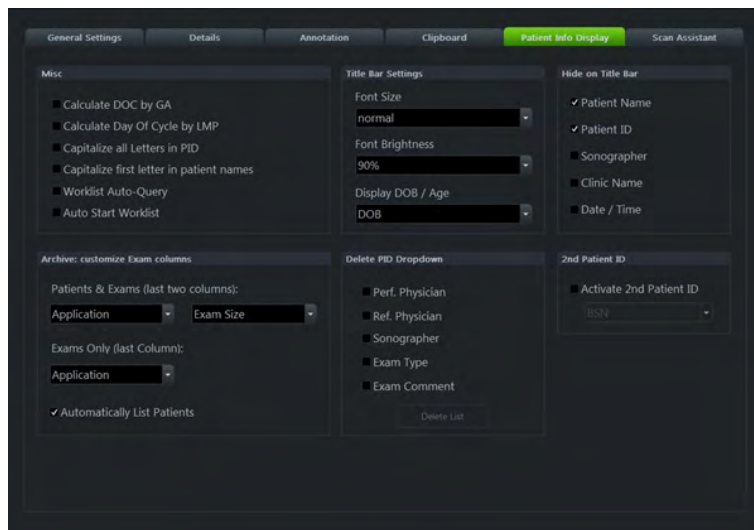 General Settings
Details
Annotation
Clipboard
Patient Info Display
Scan Assistant
Misc
Calculate DOC by GA
Calculate Day Of Cycle by LMP
Capitalize all Letters in PID
Capitalize first letter in patient names
Worklist Auto-Query
Auto Start Worklist
Title Bar Settings
Font Size
normal
Font Brightness
90%
Display DOB / Age
DOB
Hide on Title Bar
Patient Name
Patient ID
Sonographer
Clinic Name
Date / Time
Archive: customize Exam columns
Patients & Exams (last two columns):
Application
Exam Size
Exams Only (last Column):
Application
Automatically List Patients
Delete PID Dropdown
Perf. Physician
Ref. Physician
Sonographer
Exam Type
Exam Comment
Delete List
2nd Patient ID
Activate 2nd Patient ID
BSN